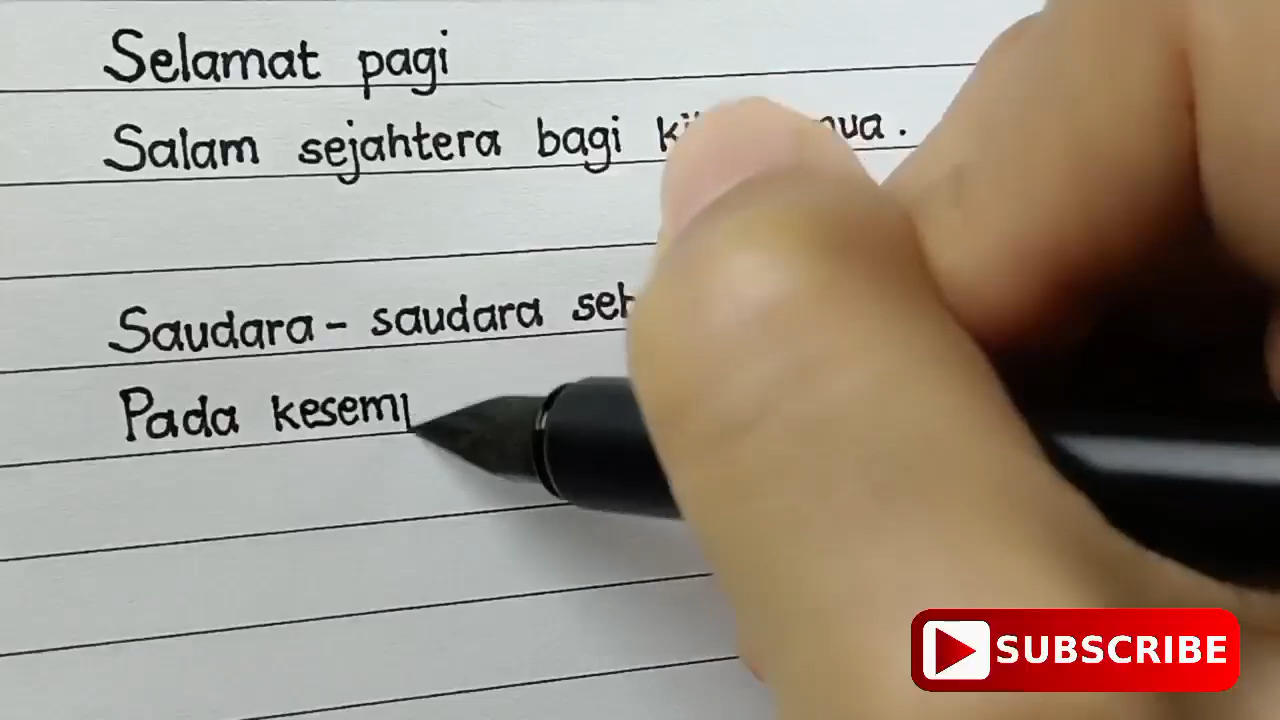 Selamat pagi
Salam sejahtera bagi
Saudara - saudara
Pada
SUBSCRIBE